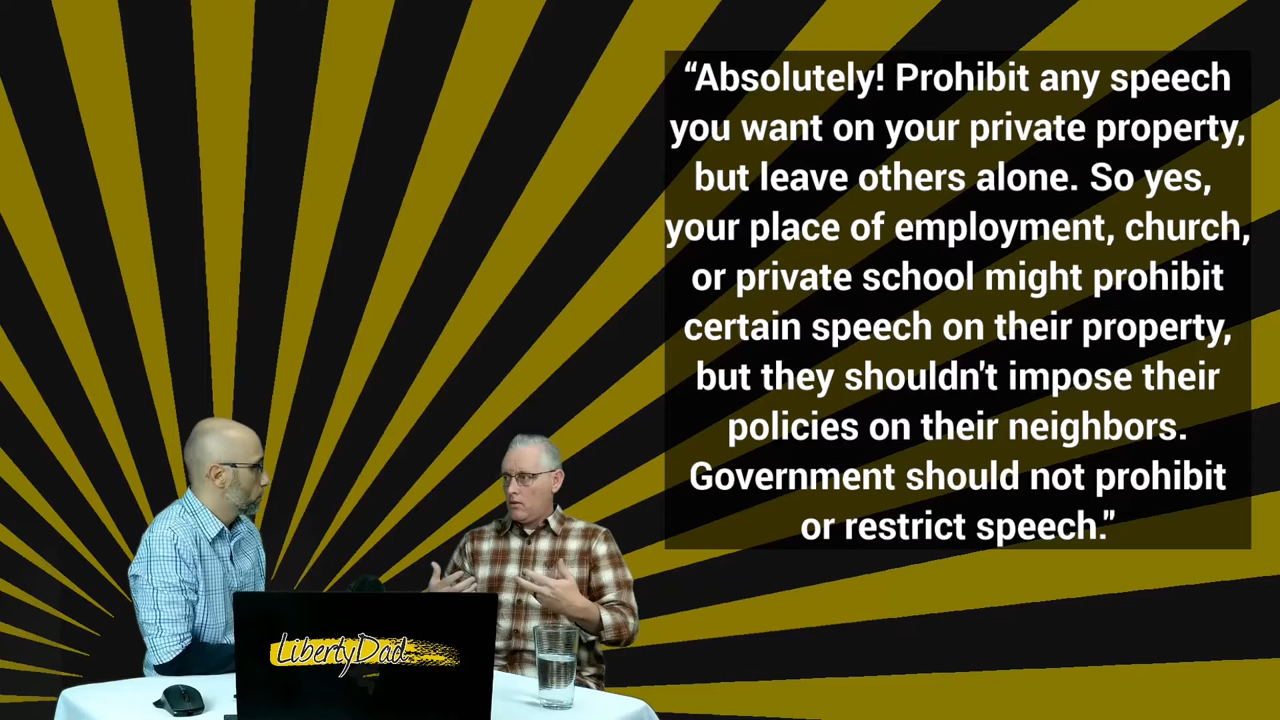 “Absolutely! Prohibit any speech
you want on your private property,
but leave others alone. So yes,
your place of employment, church,
or private school might prohibit
certain speech on their property,
but they shouldn't impose their
policies on their neighbors.
Government should not prohibit
or restrict speech."
LibertyDad